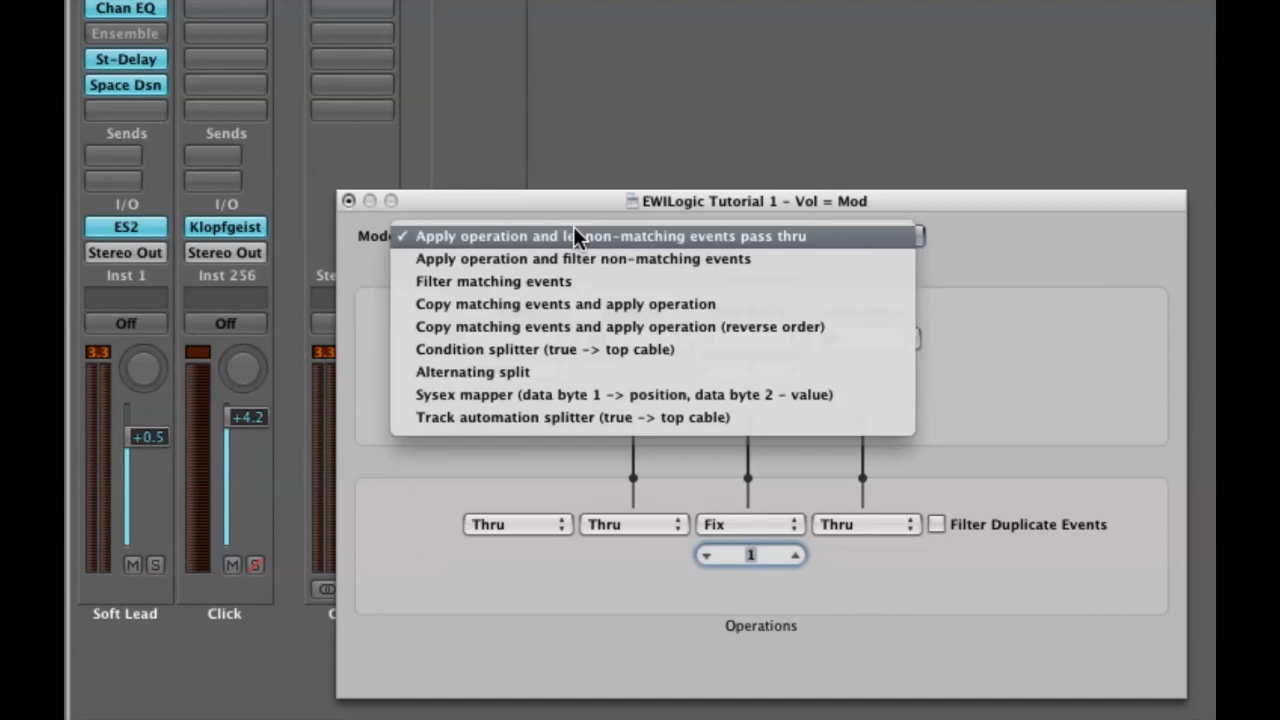 Chan EQ
Ensemble
St-Delay
Space Dsn
Sends
Sends
I/O
I/O
ES2
Klopfgeist
Stereo Out
Stereo Out
Inst 1
Inst 256
Ste
Off
Off
3.3
3.3
+4.2
+0.5
M S
M S
Soft Lead
Click
C
EWILogic Tutorial 1 - Vol = Mod
Mode
✓ Apply operation and let non-matching events pass thru
Apply operation and filter non-matching events
Filter matching events
Copy matching events and apply operation
Copy matching events and apply operation (reverse order)
Condition splitter (true -> top cable)
Alternating split
Sysex mapper (data byte 1 -> position, data byte 2 - value)
Track automation splitter (true -> top cable)
Thru Thru Fix Thru Filter Duplicate Events
1
Operations